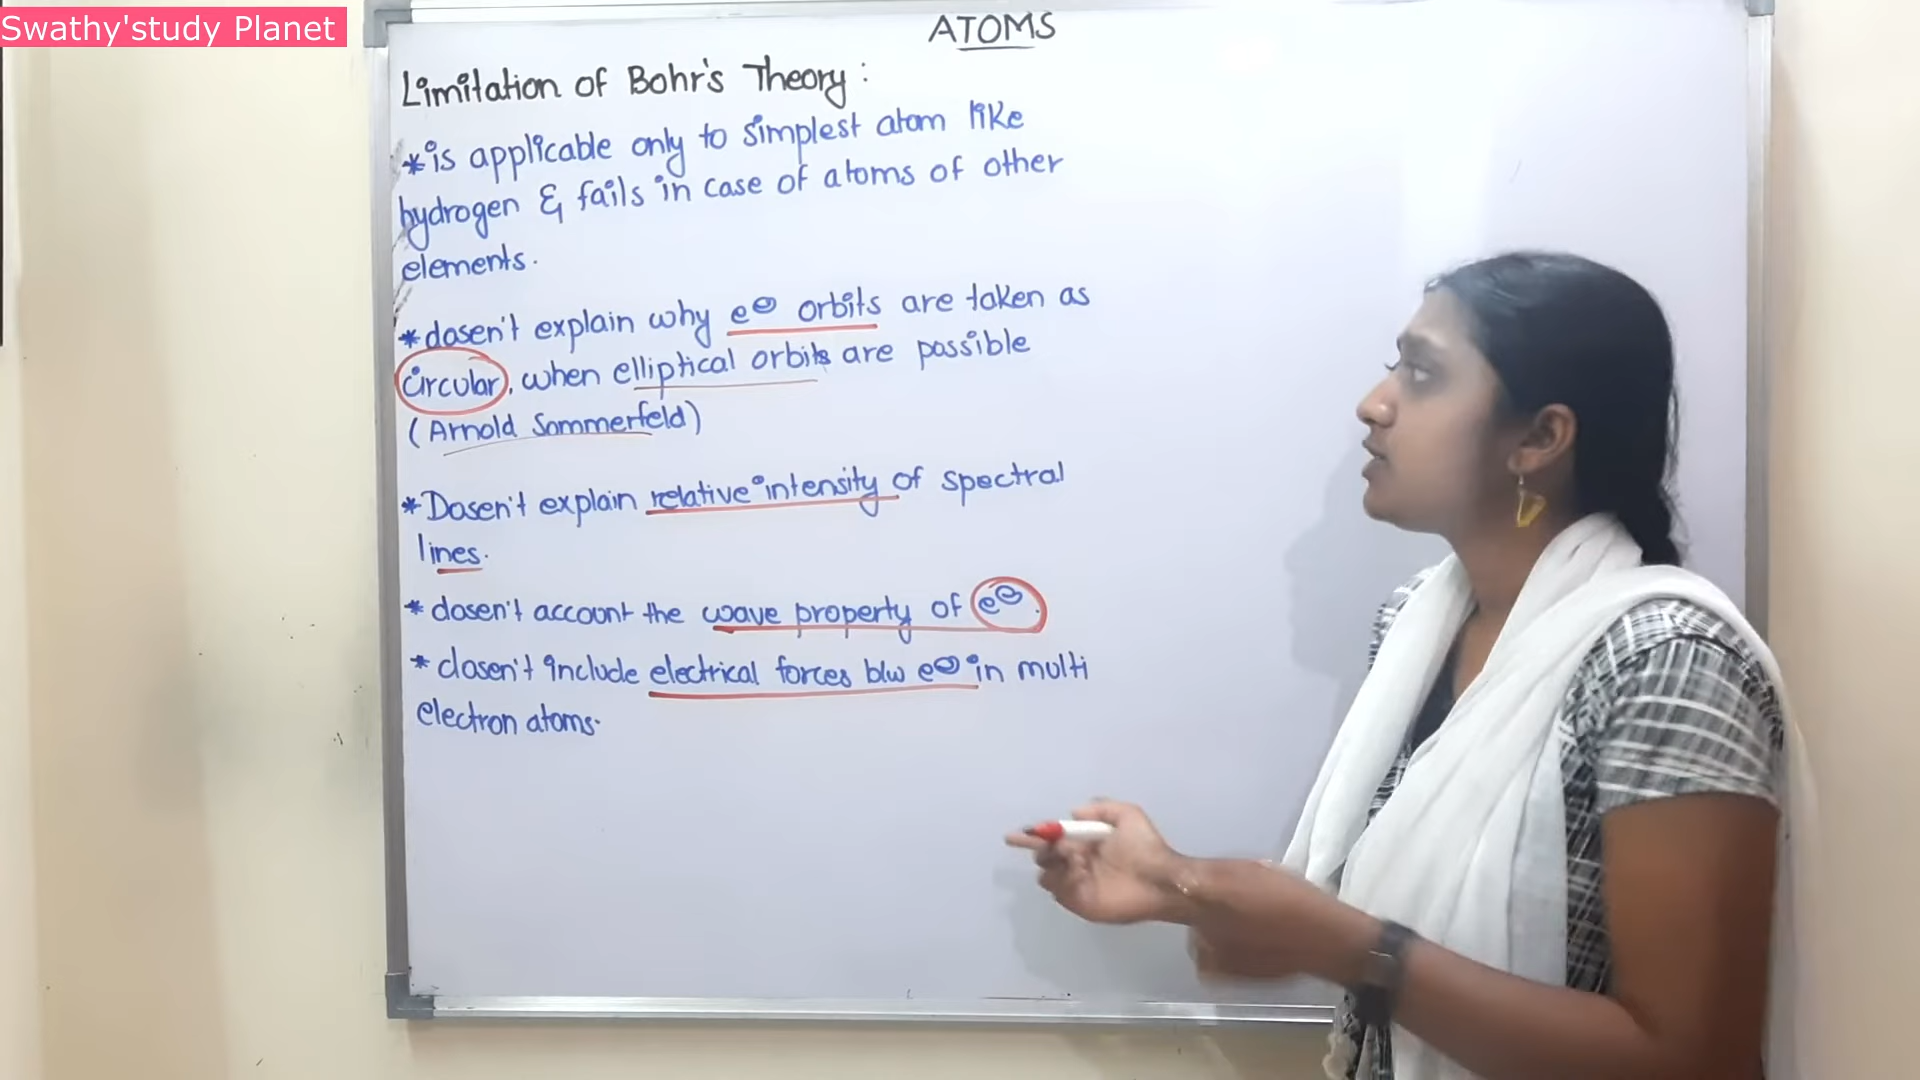 Swathy'study Planet
ATOMS
Limitation of Bohr's Theory :
* is applicable only to simplest atom like
hydrogen & fails in case of atoms of other
elements.
* dosen't explain why e⊖ orbits are taken as
circular, when elliptical orbits are possible
(Arnold Sommerfeld)
* Dosen't explain relative intensity of spectral
lines.
* dosen't account the wave property of e⊖.
* dosen't include electrical forces b/w e⊖ in multi
electron atoms.